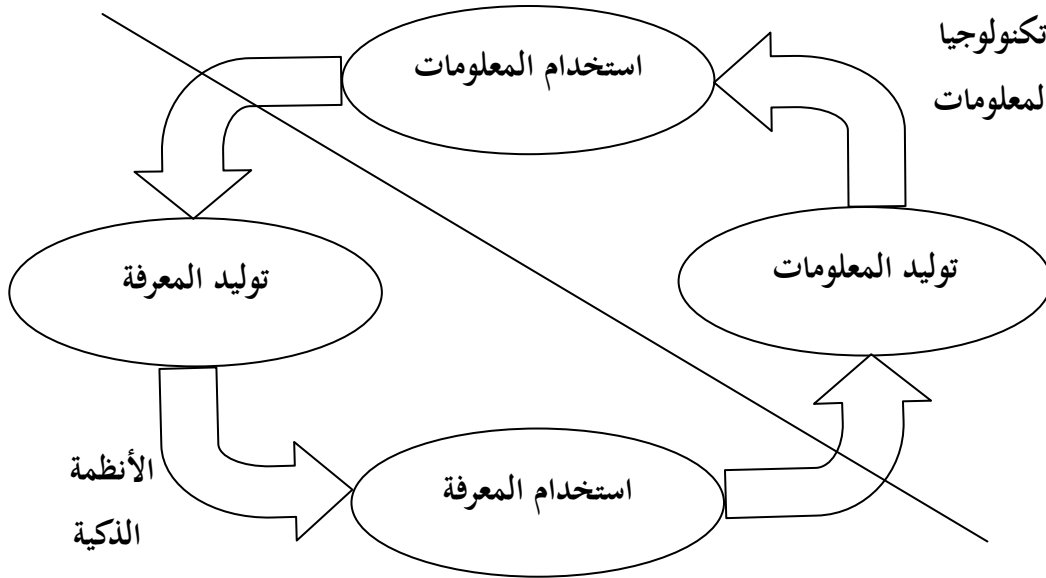 تكنولوجيا
لمعلومات
استخدام المعلومات
توليد المعلومات
توليد المعرفة
استخدام المعرفة
الأنظمة
الذكية